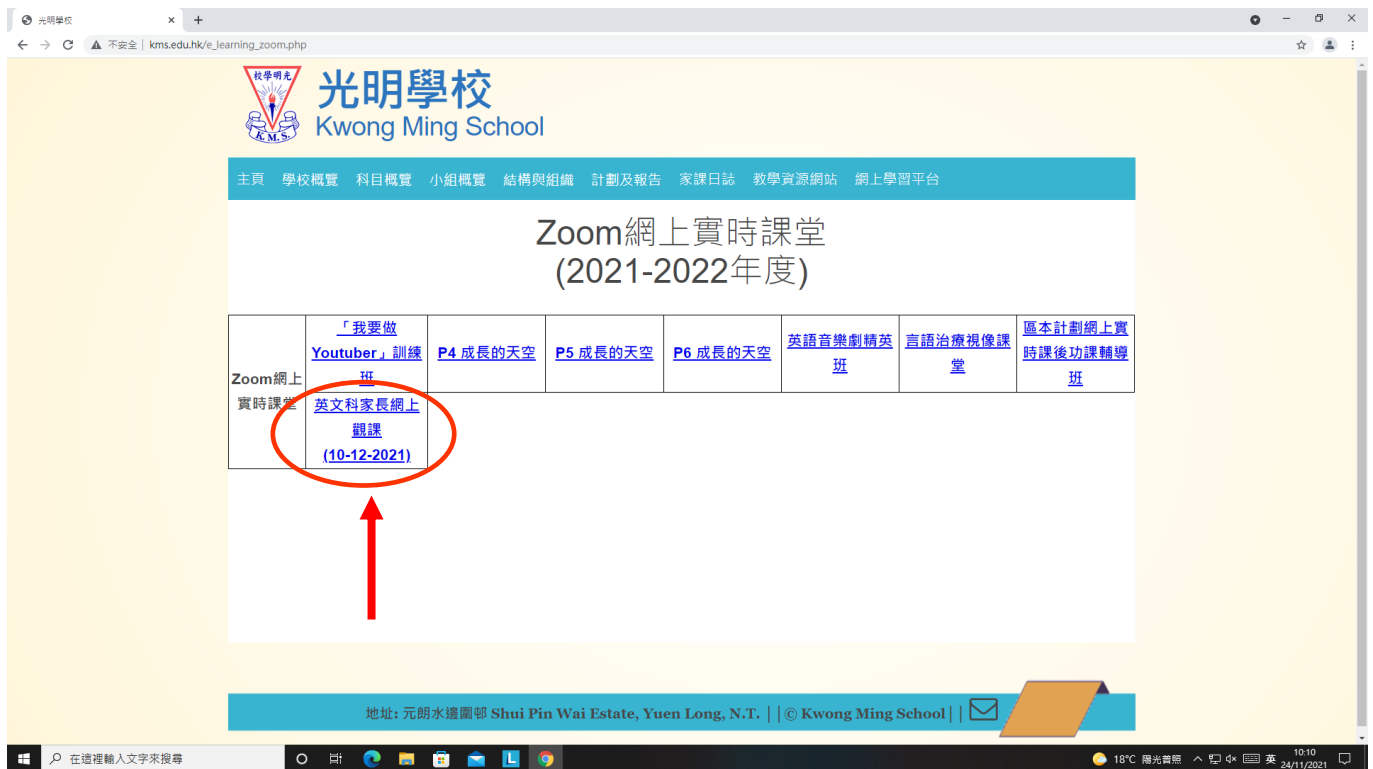 光明學校
不安全 | kms.edu.hk/e_learning_zoom.php
校學明光
K.M.S.
光明學校
Kwong Ming School
主頁 學校概覽 科目概覽 小組概覽 結構與組織 計劃及報告 家課日誌 教學資源網站 網上學習平台
Zoom網上實時課堂
(2021-2022年度)
Zoom網上
實時課堂
「我要做
Youtuber」訓練
班
P4 成長的天空
P5 成長的天空
P6 成長的天空
英語音樂劇精英
班
言語治療視像課
堂
區本計劃網上實
時課後功課輔導
班
英文科家長網上
觀課
(10-12-2021)
地址: 元朗水邊圍邨 Shui Pin Wai Estate, Yuen Long, N.T. | |© Kwong Ming School| |
在這裡輸入文字來搜尋
L
18°C 陽光普照
英
10:10
24/11/2021